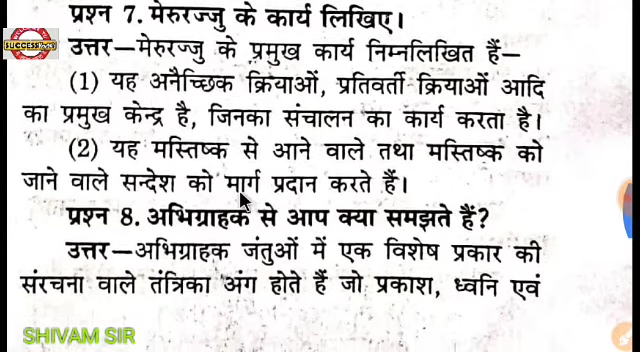 प्रश्न 7. मेरुरज्जु के कार्य लिखिए।
SUCCESS
उत्तर—मेरुरज्जु के प्रमुख कार्य निम्नलिखित हैं—
(1) यह अनैच्छिक क्रियाओं, प्रतिवर्ती क्रियाओं आदि
का प्रमुख केन्द्र है, जिनका संचालन का कार्य करता है।
(2) यह मस्तिष्क से आने वाले तथा मस्तिष्क को
जाने वाले सन्देश को मार्ग प्रदान करते हैं।
प्रश्न 8. अभिग्राहक से आप क्या समझते हैं?
उत्तर—अभिग्राहक जंतुओं में एक विशेष प्रकार की
संरचना वाले तंत्रिका अंग होते हैं जो प्रकाश, ध्वनि एवं
SHIVAM SIR